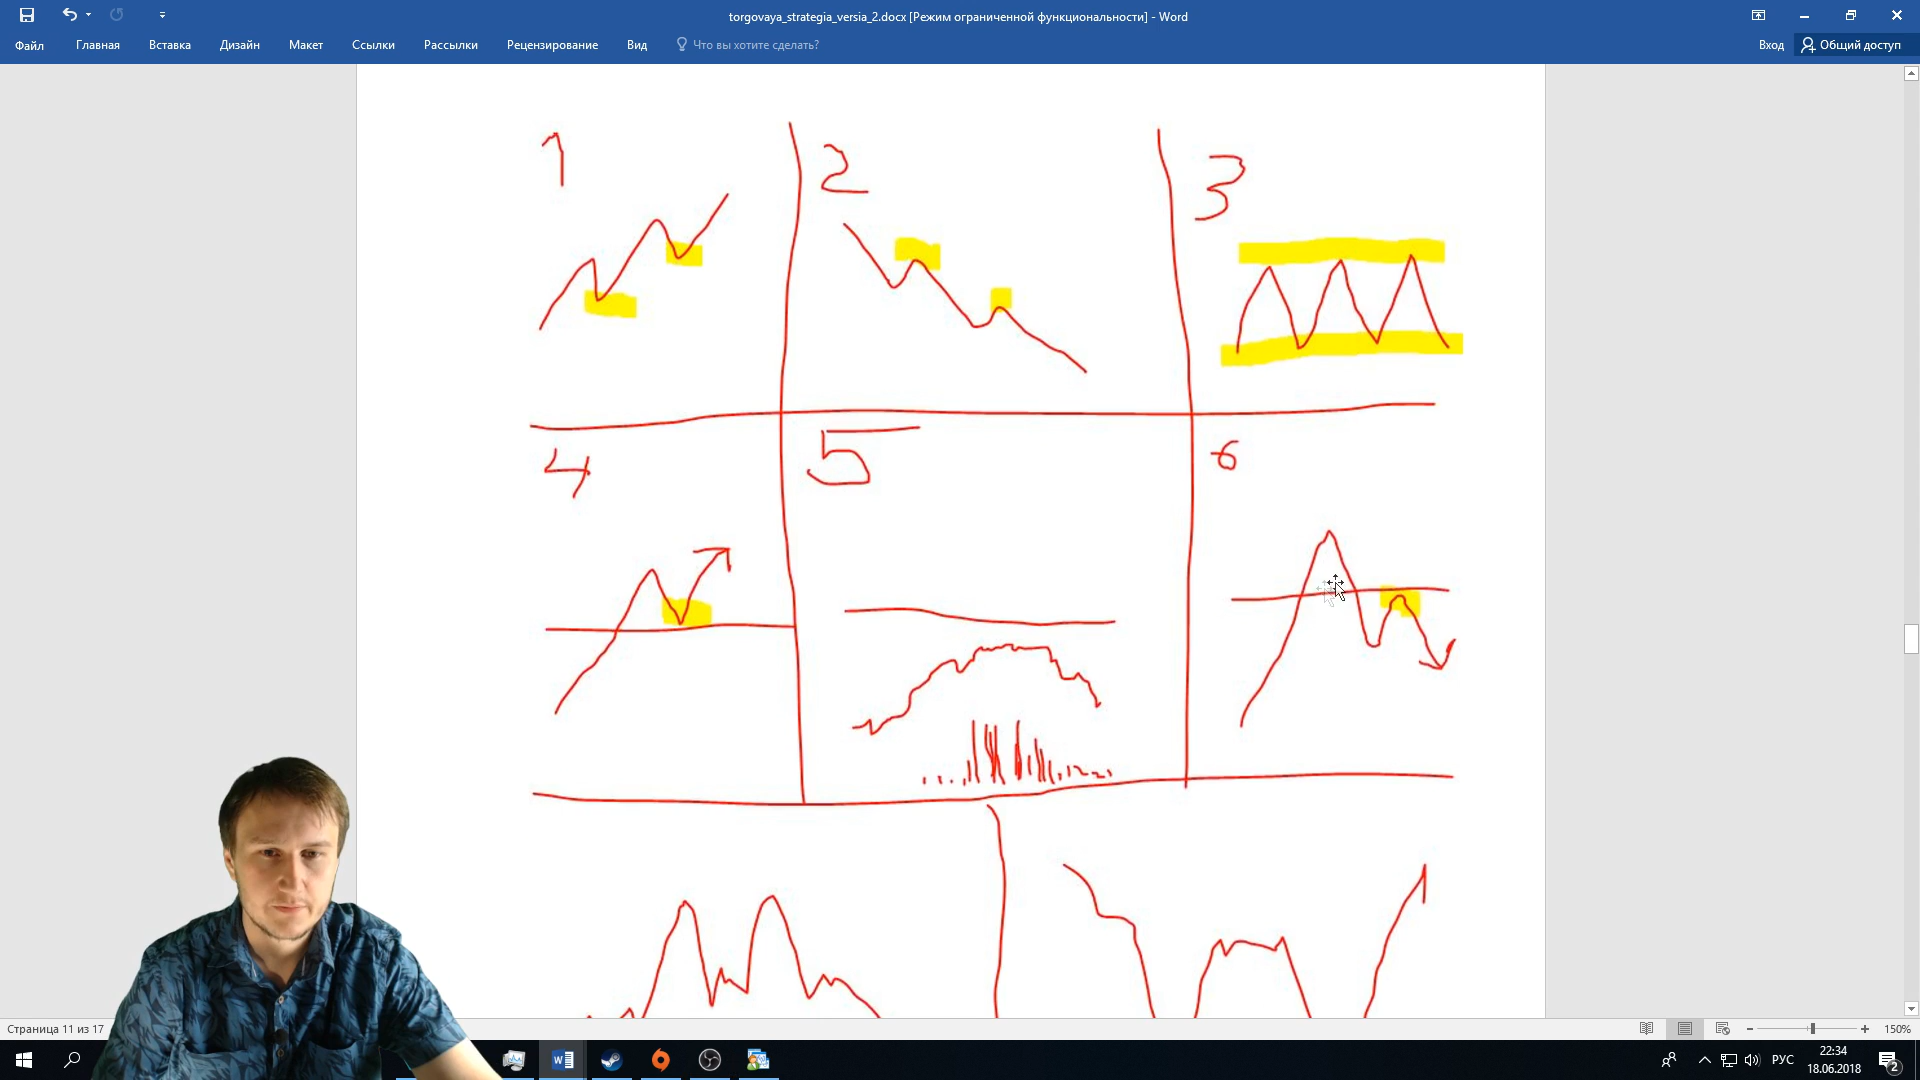 torgovaya_strategia_versia_2.docx [Режим ограниченной функциональности] - Word
Файл Главная Вставка Дизайн Макет Ссылки Рассылки Рецензирование Вид Что вы хотите сделать? Вход Общий доступ
1 2 3
4 5 6
Страница 11 из 17 150%
22:34
РУС
18.06.2018
2